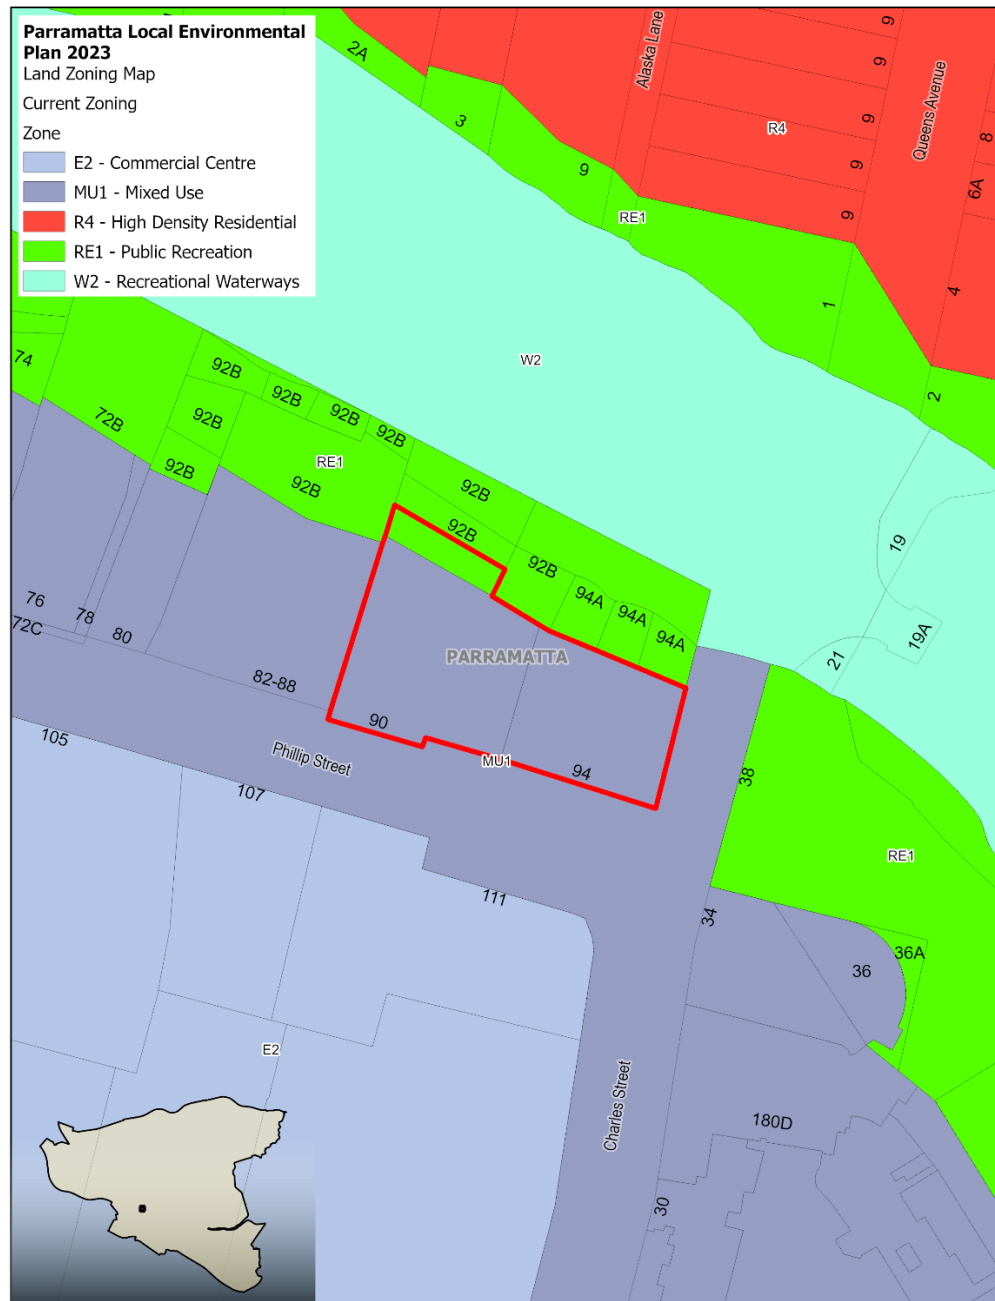 Parramatta Local Environmental
Plan 2023
Land Zoning Map
Current Zoning
Zone
E2 - Commercial Centre
MU1 - Mixed Use
R4 - High Density Residential
RE1 - Public Recreation
W2 - Recreational Waterways
2A
3
9
RE1
Alaska Lane
9
9
9
9
9
R4
Queens Avenue
8
6A
4
1
2
W2
74
72B
92B
92B
92B
92B
92B
92B
RE1
92B
92B
92B
92B
94A
94A
94A
19
19A
21
76
72C
78
80
82-88
PARRAMATTA
90
MU1
94
Phillip Street
105
107
111
38
RE1
34
36
36A
E2
Charles Street
180D
30